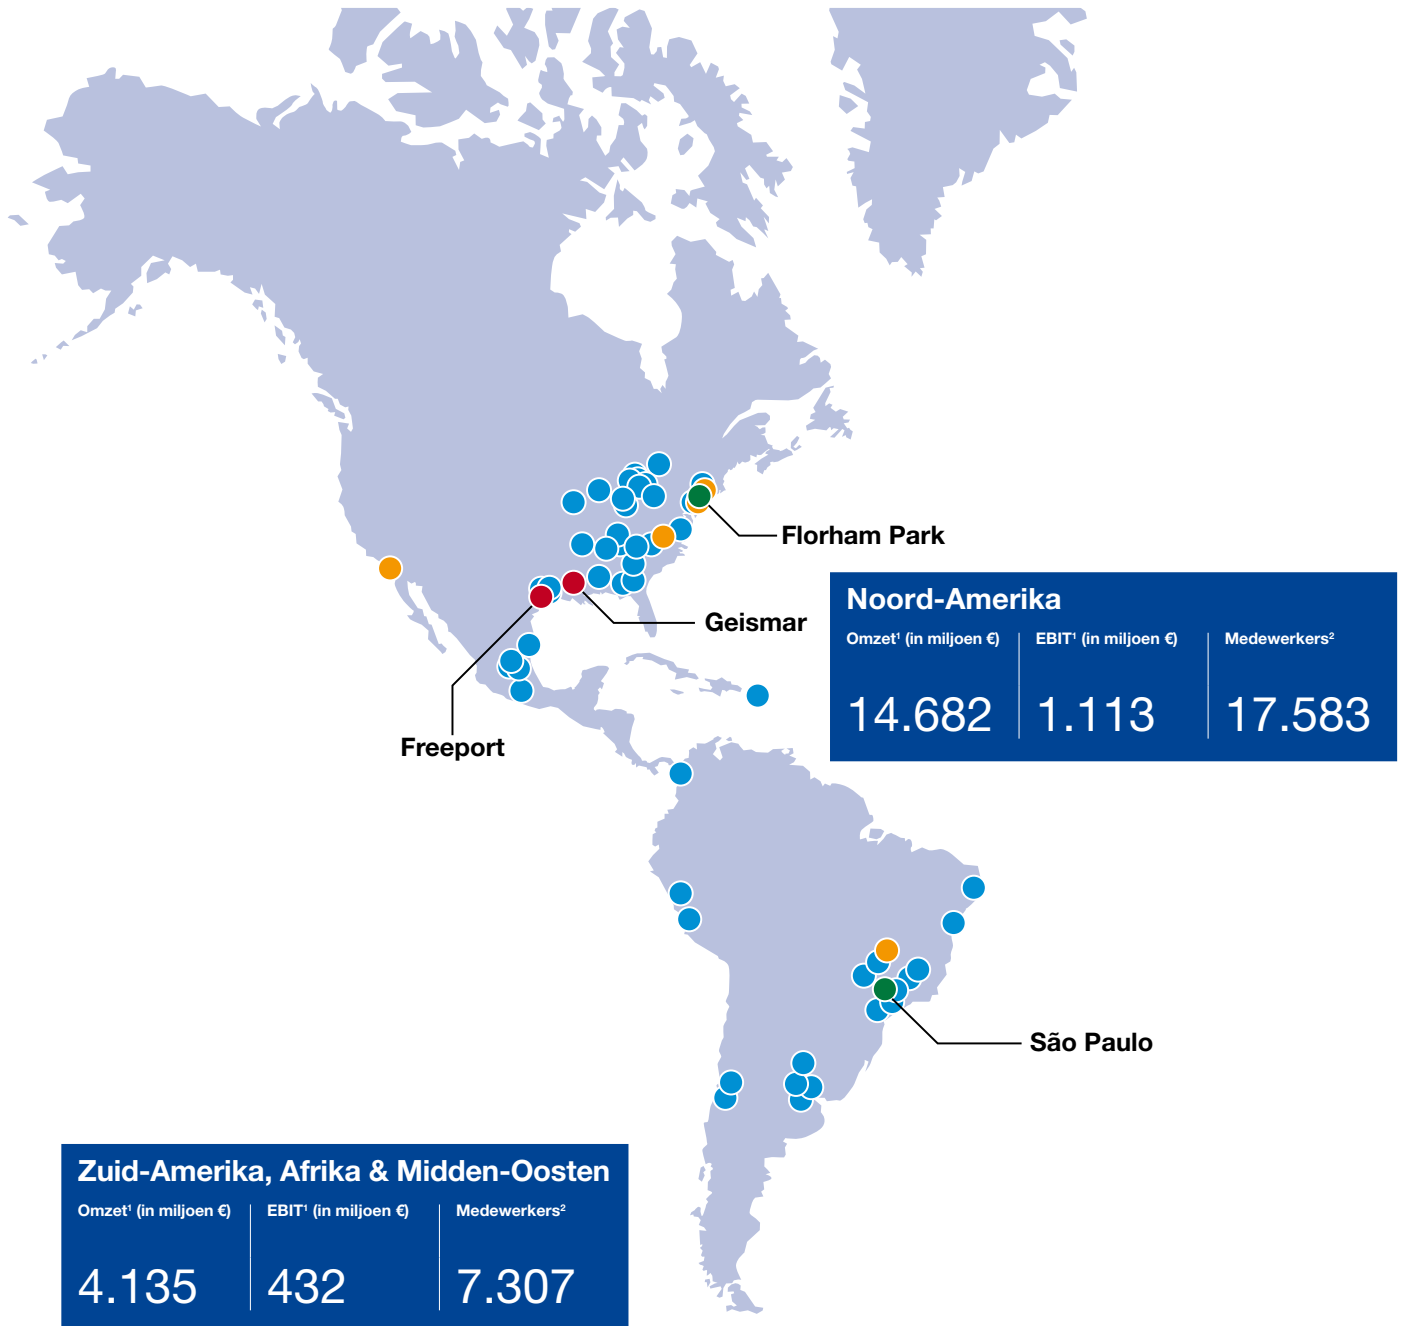 Florham Park
Noord-Amerika
Omzet¹ (in miljoen €) EBIT¹ (in miljoen €) Medewerkers²
14.682 1.113 17.583
Geismar
Freeport
São Paulo
Zuid-Amerika, Afrika & Midden-Oosten
Omzet¹ (in miljoen €) EBIT¹ (in miljoen €) Medewerkers²
4.135 432 7.307